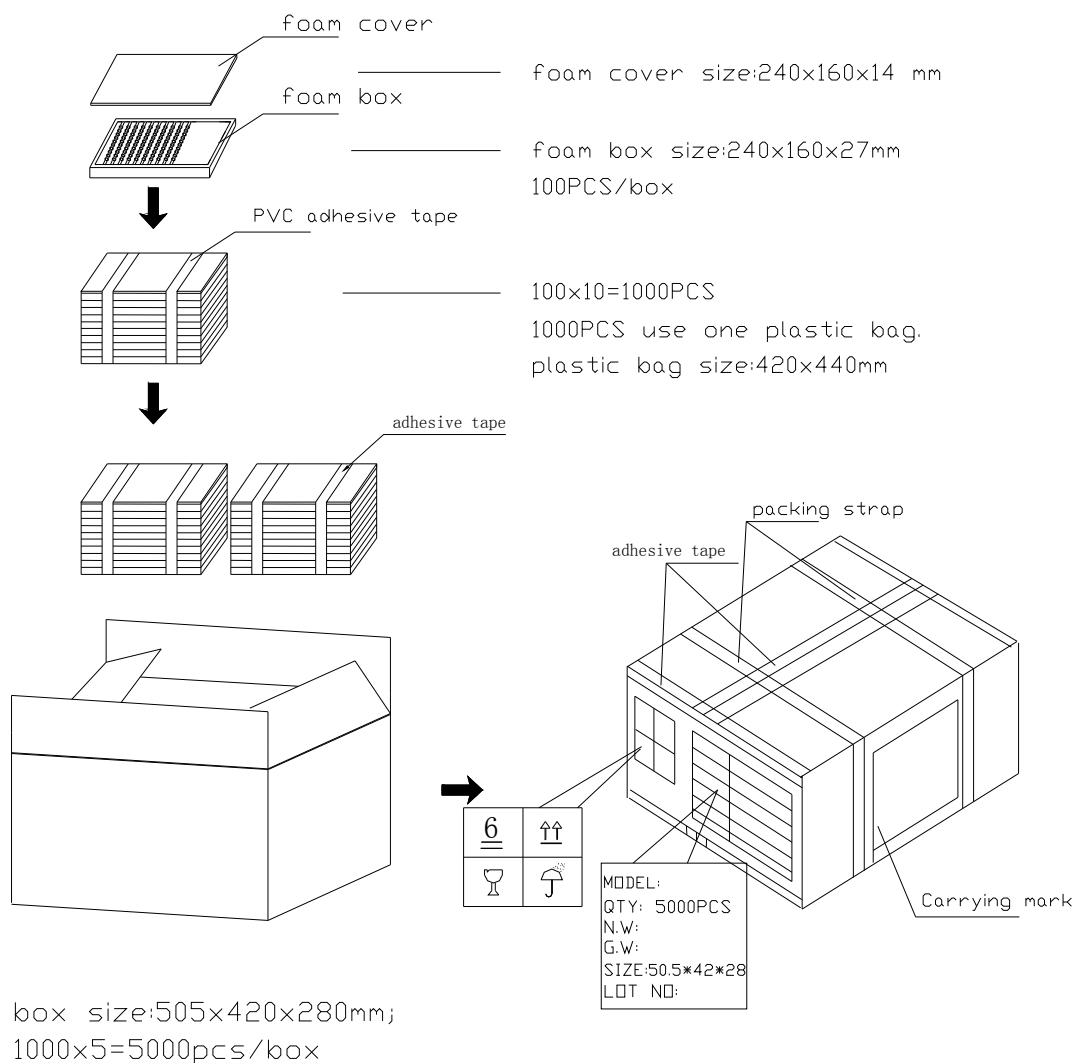 foam cover
foam cover size:240x160x14 mm
foam box
foam box size:240x160x27mm
100PCS/box
PVC adhesive tape
100x10=1000PCS
1000PCS use one plastic bag.
plastic bag size:420x440mm
adhesive tape
packing strap
adhesive tape
6
MODEL:
QTY: 5000PCS
N.W:
G.W:
SIZE:50.5*42*28
LOT NO:
Carrying mark
box size:505x420x280mm;
1000x5=5000pcs/box